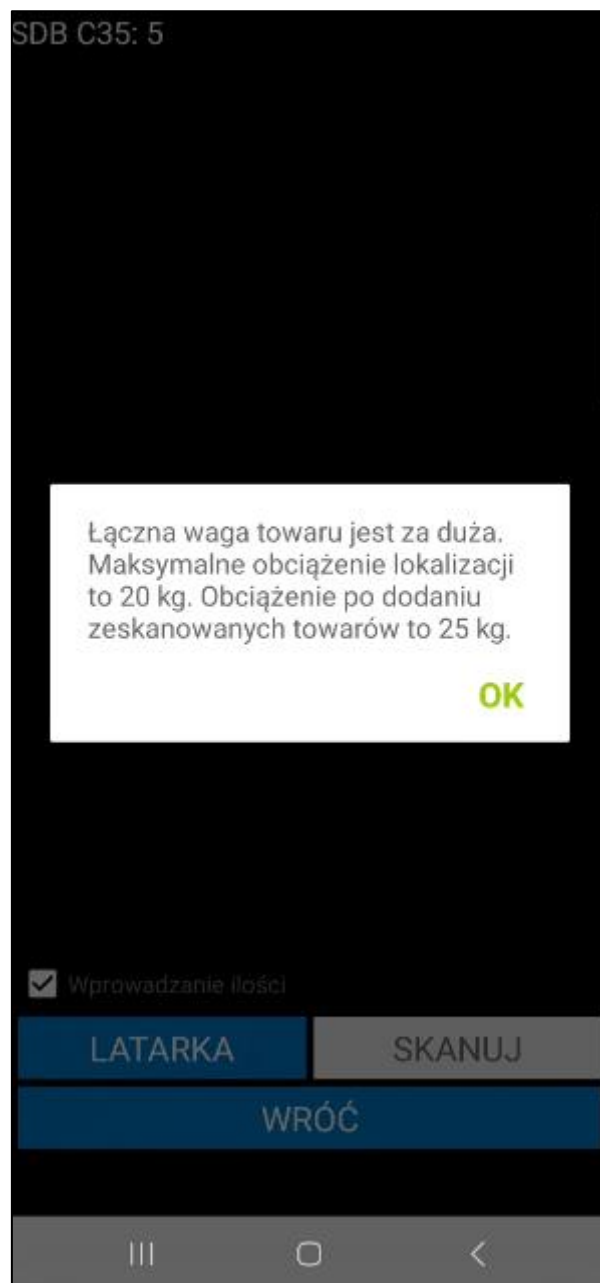 SDB C35: 5
Łączna waga towaru jest za duża.
Maksymalne obciążenie lokalizacji
to 20 kg. Obciążenie po dodaniu
zeskanowanych towarów to 25 kg.
OK
Wprowadzanie ilości
LATARKA
SKANUJ
WRÓĆ